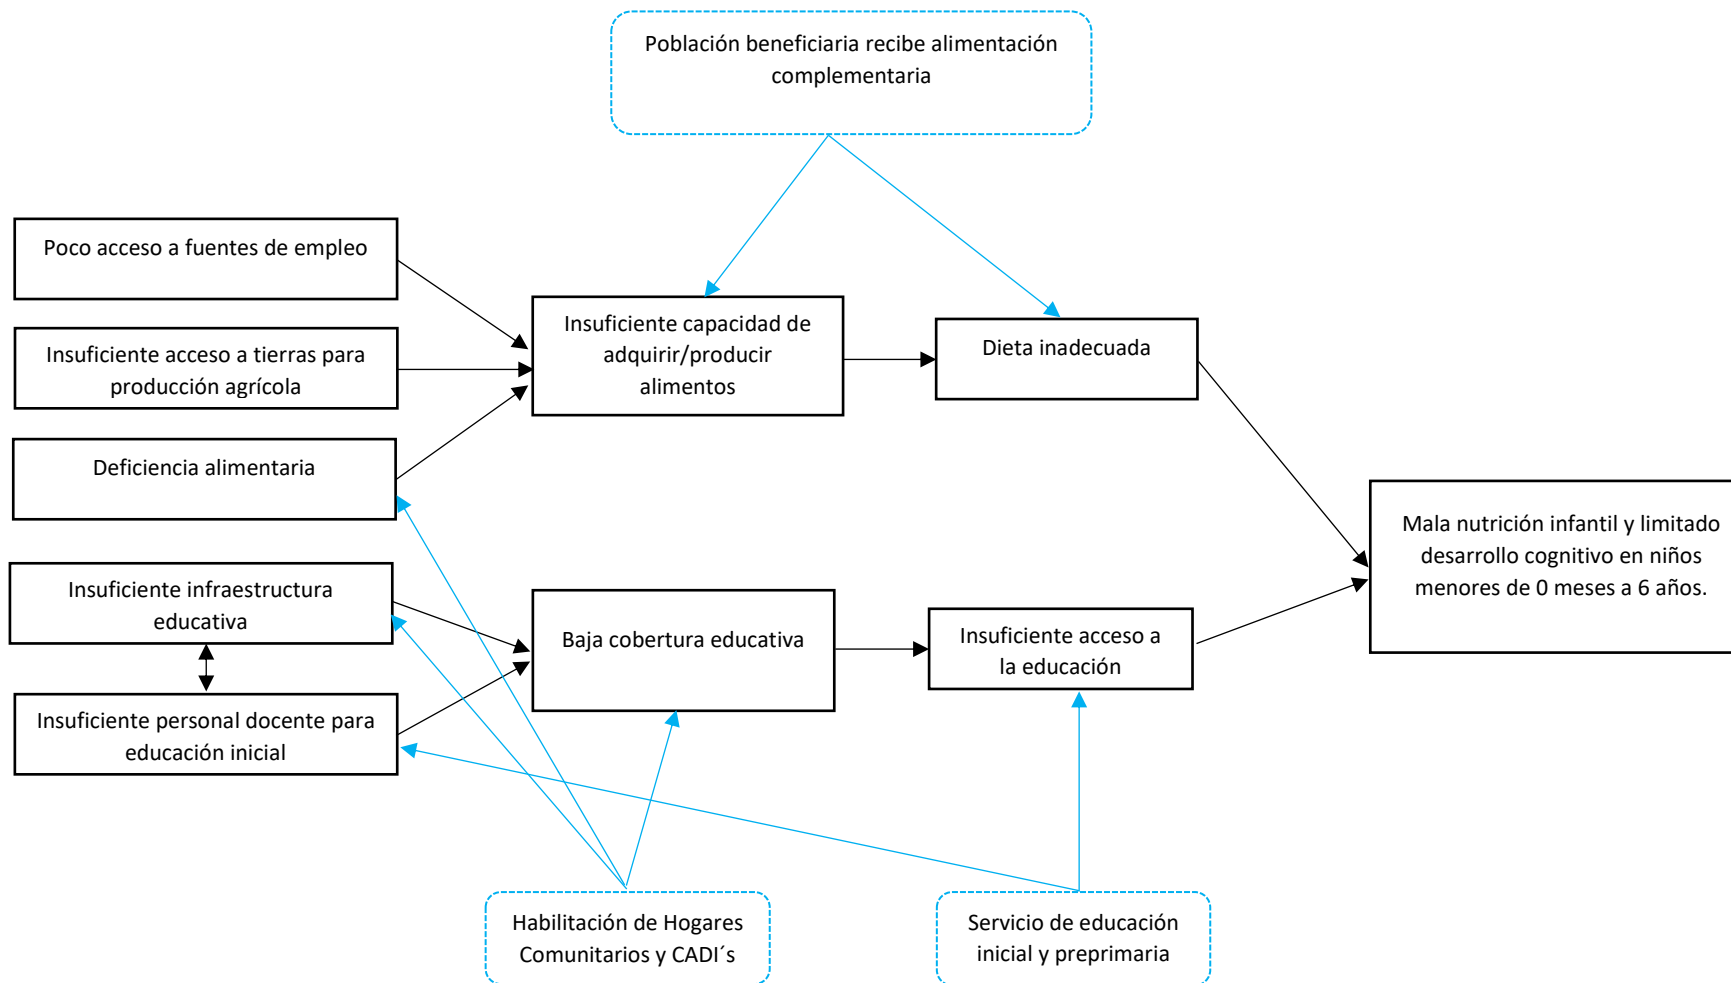 Población beneficiaria recibe alimentación
complementaria
Poco acceso a fuentes de empleo
Insuficiente acceso a tierras para
producción agrícola
Deficiencia alimentaria
Insuficiente capacidad de
adquirir/producir
alimentos
Dieta inadecuada
Mala nutrición infantil y limitado
desarrollo cognitivo en niños
menores de 0 meses a 6 años.
Insuficiente infraestructura
educativa
Insuficiente personal docente para
educación inicial
Baja cobertura educativa
Insuficiente acceso a
la educación
Habilitación de Hogares
Comunitarios y CADI´s
Servicio de educación
inicial y preprimaria